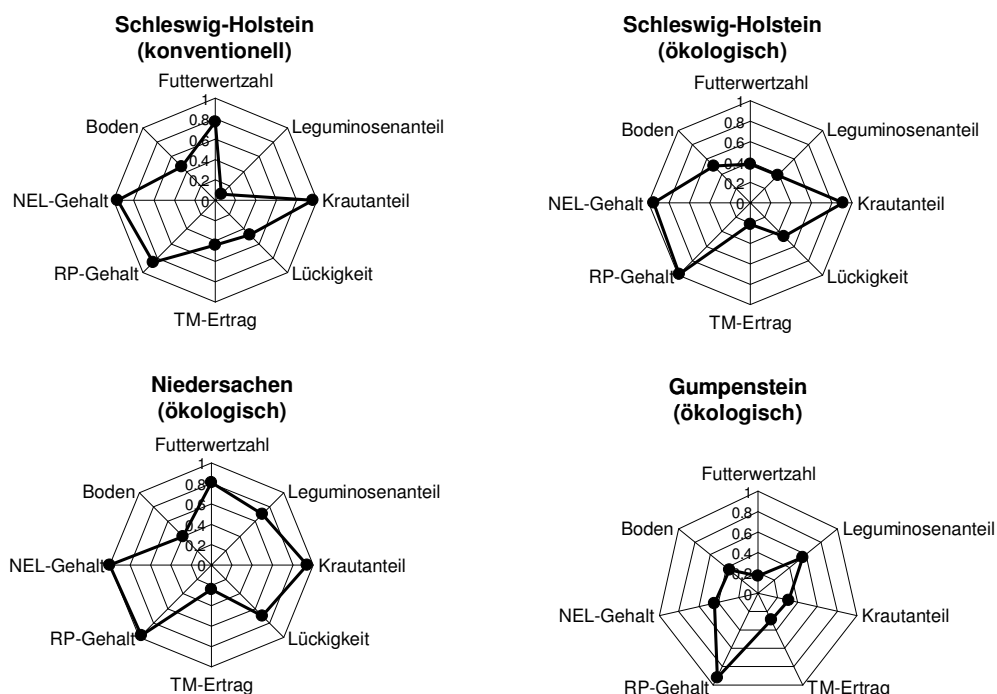 Schleswig-Holstein
(konventionell)
Futterwertzahl
1
0.8
0.6
0.4
0.2
0
Leguminosenanteil
Krautanteil
Lückigkeit
TM-Ertrag
RP-Gehalt
NEL-Gehalt
Boden
Schleswig-Holstein
(ökologisch)
Futterwertzahl
1
0.8
0.6
0.4
0.2
0
Leguminosenanteil
Krautanteil
Lückigkeit
TM-Ertrag
RP-Gehalt
NEL-Gehalt
Boden
Niedersachen
(ökologisch)
Futterwertzahl
1
0.8
0.6
0.4
0.2
0
Leguminosenanteil
Krautanteil
Lückigkeit
TM-Ertrag
RP-Gehalt
NEL-Gehalt
Boden
Gumpenstein
(ökologisch)
Futterwertzahl
1
0.8
0.6
0.4
0.2
0
Leguminosenanteil
Krautanteil
TM-Ertrag
RP-Gehalt
NEL-Gehalt
Boden